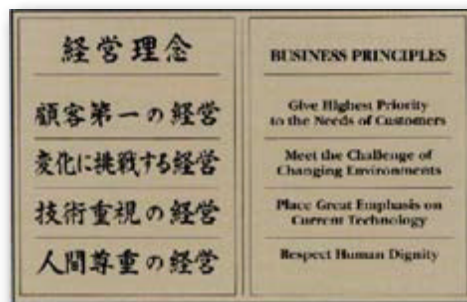 経営理念
顧客第一の経営
変化に挑戦する経営
技術重視の経営
人間尊重の経営
BUSINESS PRINCIPLES
Give Highest Priority
to the Needs of Customers
Meet the Challenge of
Changing Environments
Place Great Emphasis on
Current Technology
Respect Human Dignity